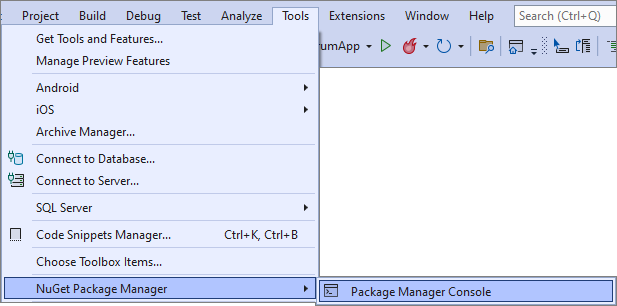 Project Build Debug Test Analyze Tools Extensions Window Help Search (Ctrl+Q)
Get Tools and Features...
rumApp
Manage Preview Features
Android
iOS
Archive Manager...
Connect to Database...
Connect to Server...
SQL Server
Code Snippets Manager... Ctrl+K, Ctrl+B
Choose Toolbox Items...
NuGet Package Manager Package Manager Console